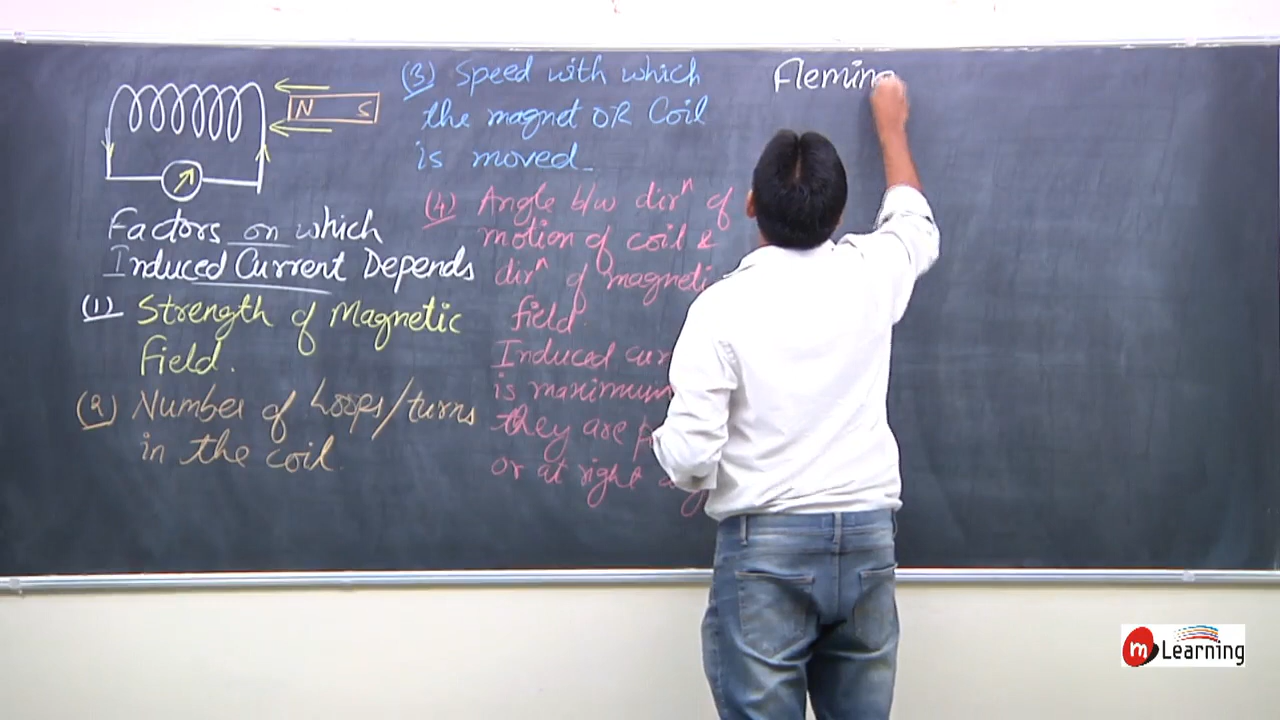 N S
Factors on which
Induced Current Depends
(1) Strength of Magnetic
field.
(2) Number of Loops/turns
in the coil.
(3) Speed with which
the magnet OR Coil
is moved.
(4) Angle b/w dirⁿ of
motion of coil &
dirⁿ of magneti
field.
Induced
is maximum
they are
or at right
Fleming
m Learning